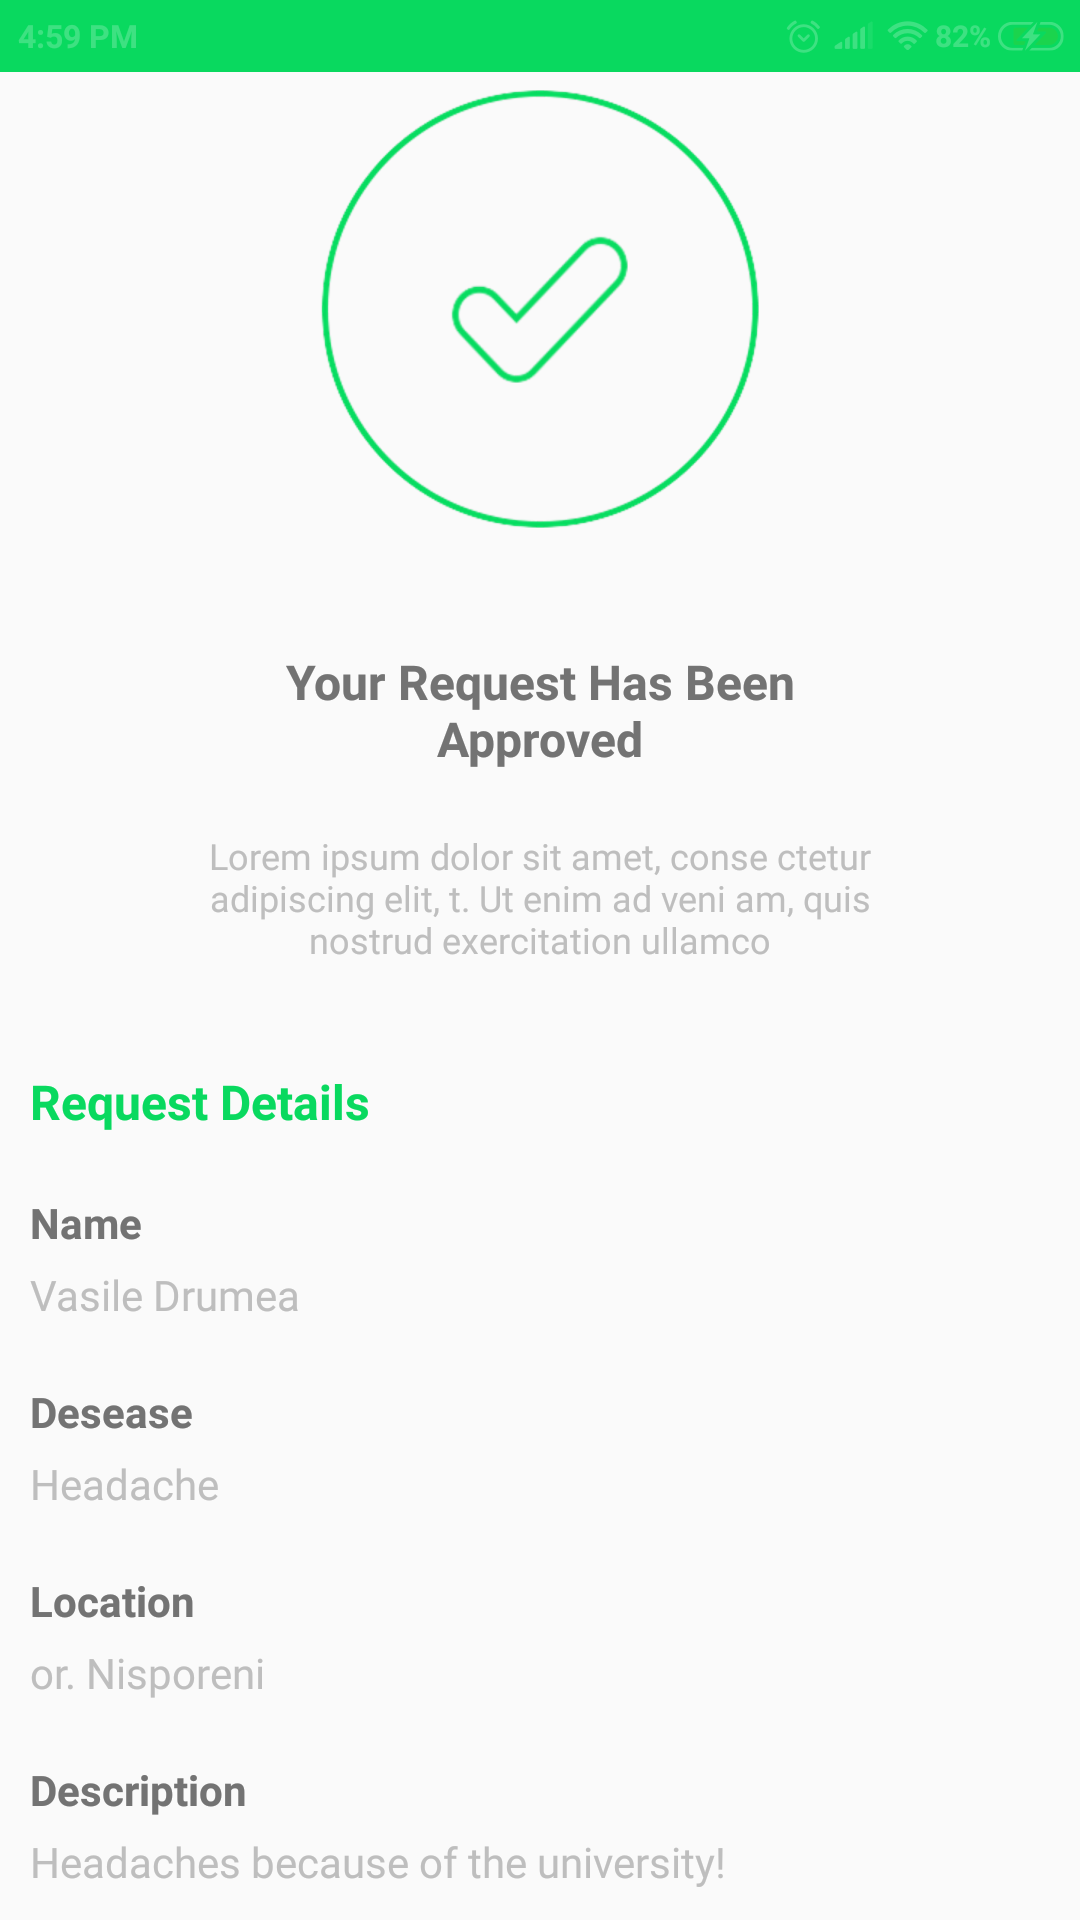 4:59 PM 82%
Your Request Has Been
Approved
Lorem ipsum dolor sit amet, conse ctetur
adipiscing elit, t. Ut enim ad veni am, quis
nostrud exercitation ullamco
Request Details
Name
Vasile Drumea
Desease
Headache
Location
or. Nisporeni
Description
Headaches because of the university!